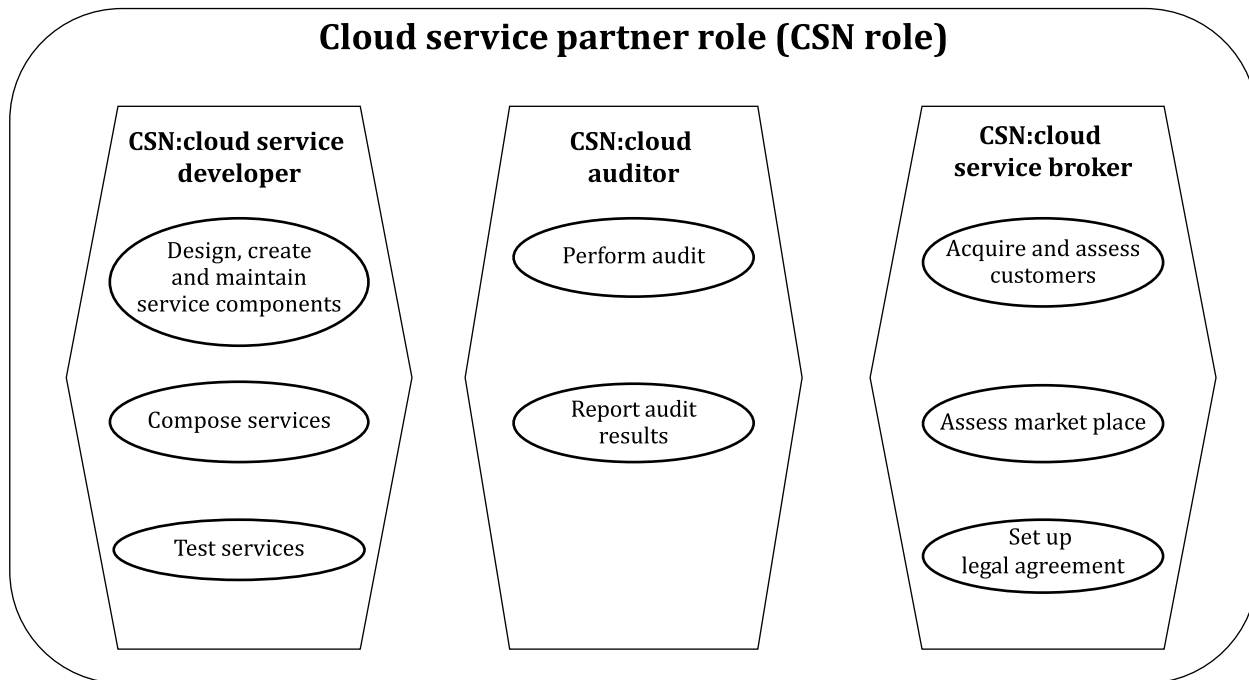 Cloud service partner role (CSN role)
CSN:cloud service
developer
Design, create
and maintain
service components
Compose services
Test services
CSN:cloud
auditor
Perform audit
Report audit
results
CSN:cloud
service broker
Acquire and assess
customers
Assess market place
Set up
legal agreement